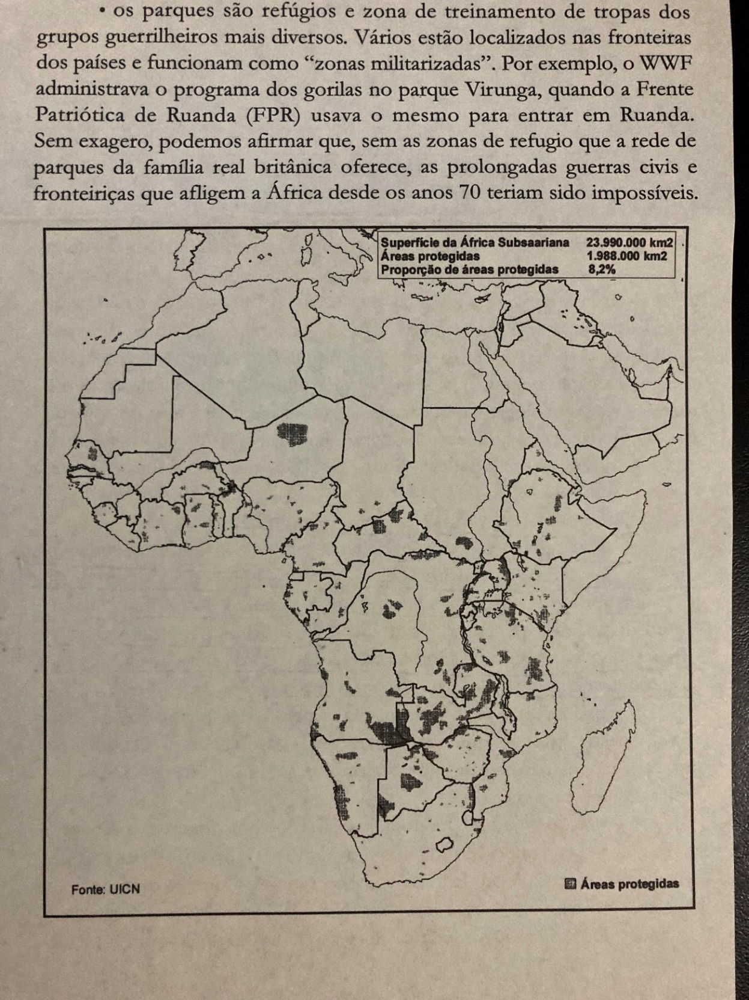 • os parques são refúgios e zona de treinamento de tropas dos
grupos guerrilheiros mais diversos. Vários estão localizados nas fronteiras
dos países e funcionam como “zonas militarizadas”. Por exemplo, o WWF
administrava o programa dos gorilas no parque Virunga, quando a Frente
Patriótica de Ruanda (FPR) usava o mesmo para entrar em Ruanda.
Sem exagero, podemos afirmar que, sem as zonas de refugio que a rede de
parques da família real britânica oferece, as prolongadas guerras civis e
fronteiriças que afligem a África desde os anos 70 teriam sido impossíveis.
Superfície da África Subsaariana 23.990.000 km2
Áreas protegidas 1.988.000 km2
Proporção de áreas protegidas 8,2%
Fonte: UICN
Áreas protegidas